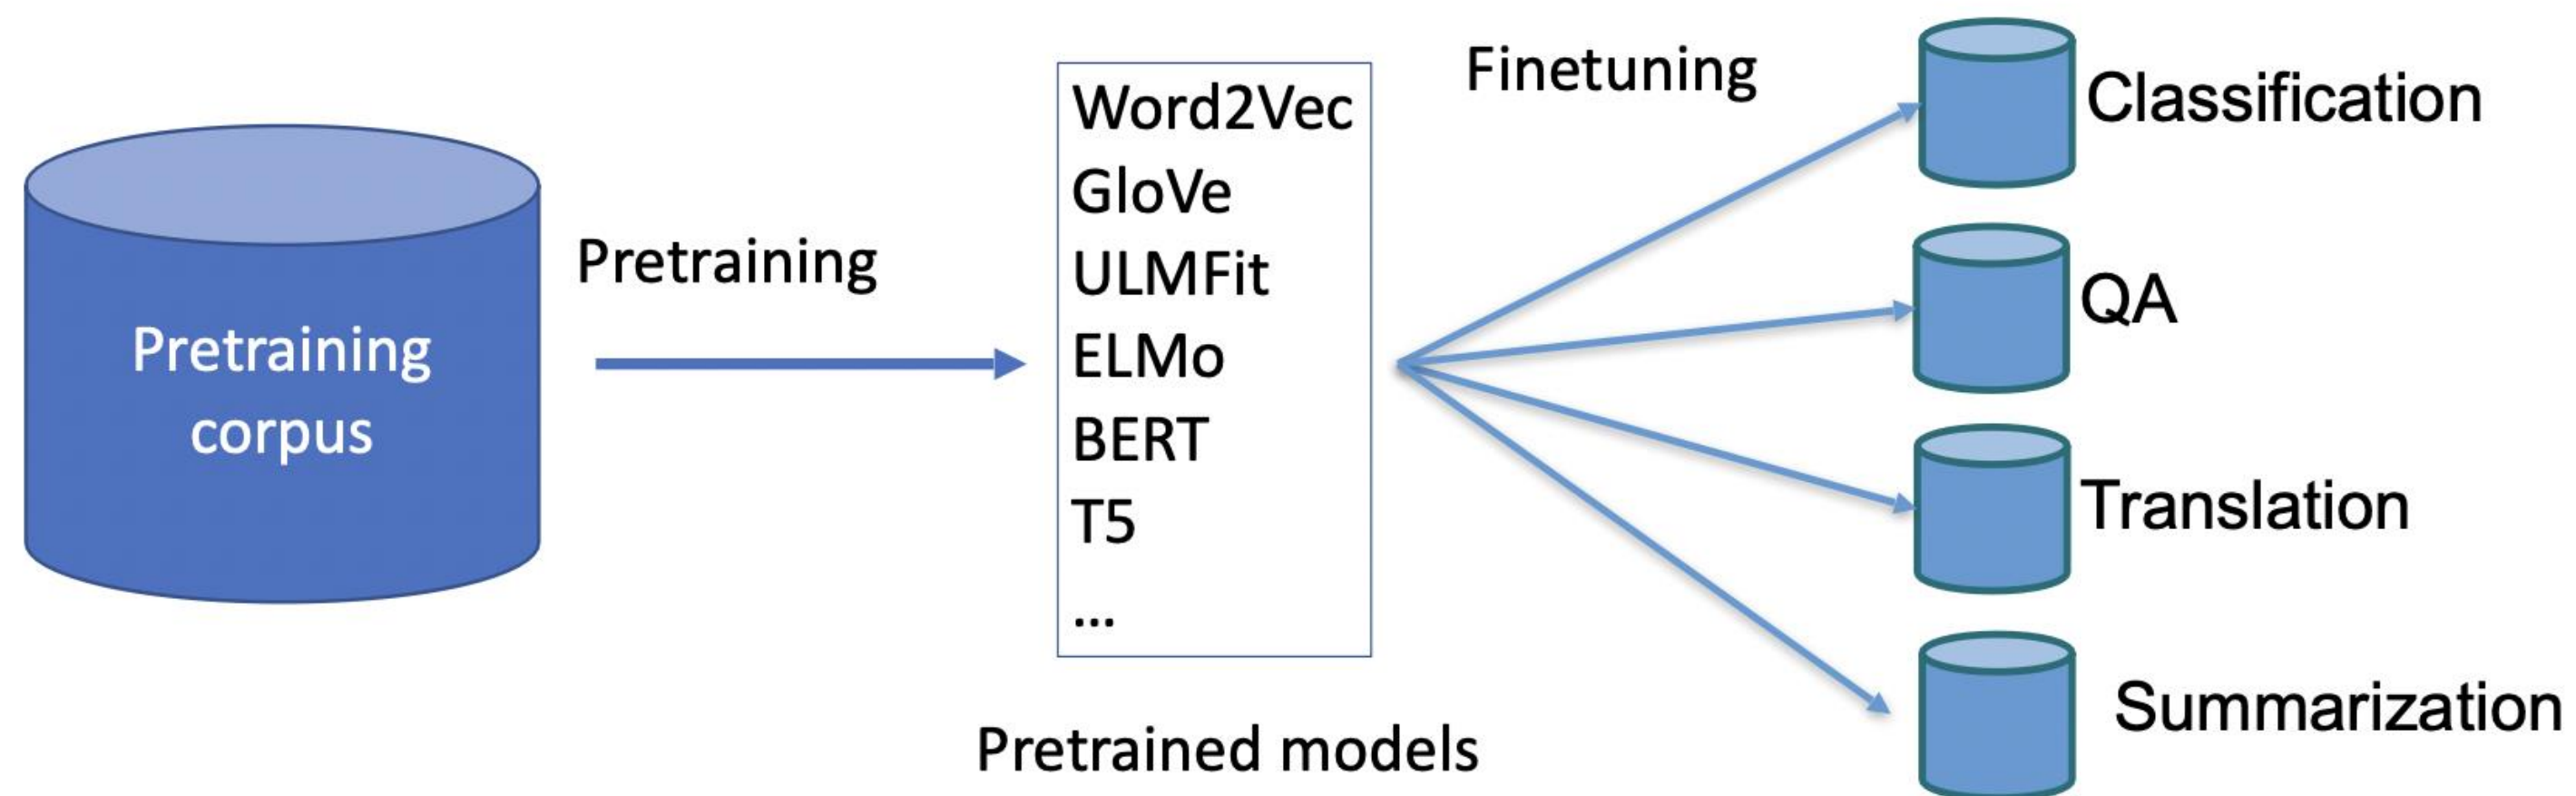 Pretraining
corpus
Pretraining
Word2Vec
GloVe
ULMFit
ELMo
BERT
T5
...
Pretrained models
Finetuning
Classification
QA
Translation
Summarization